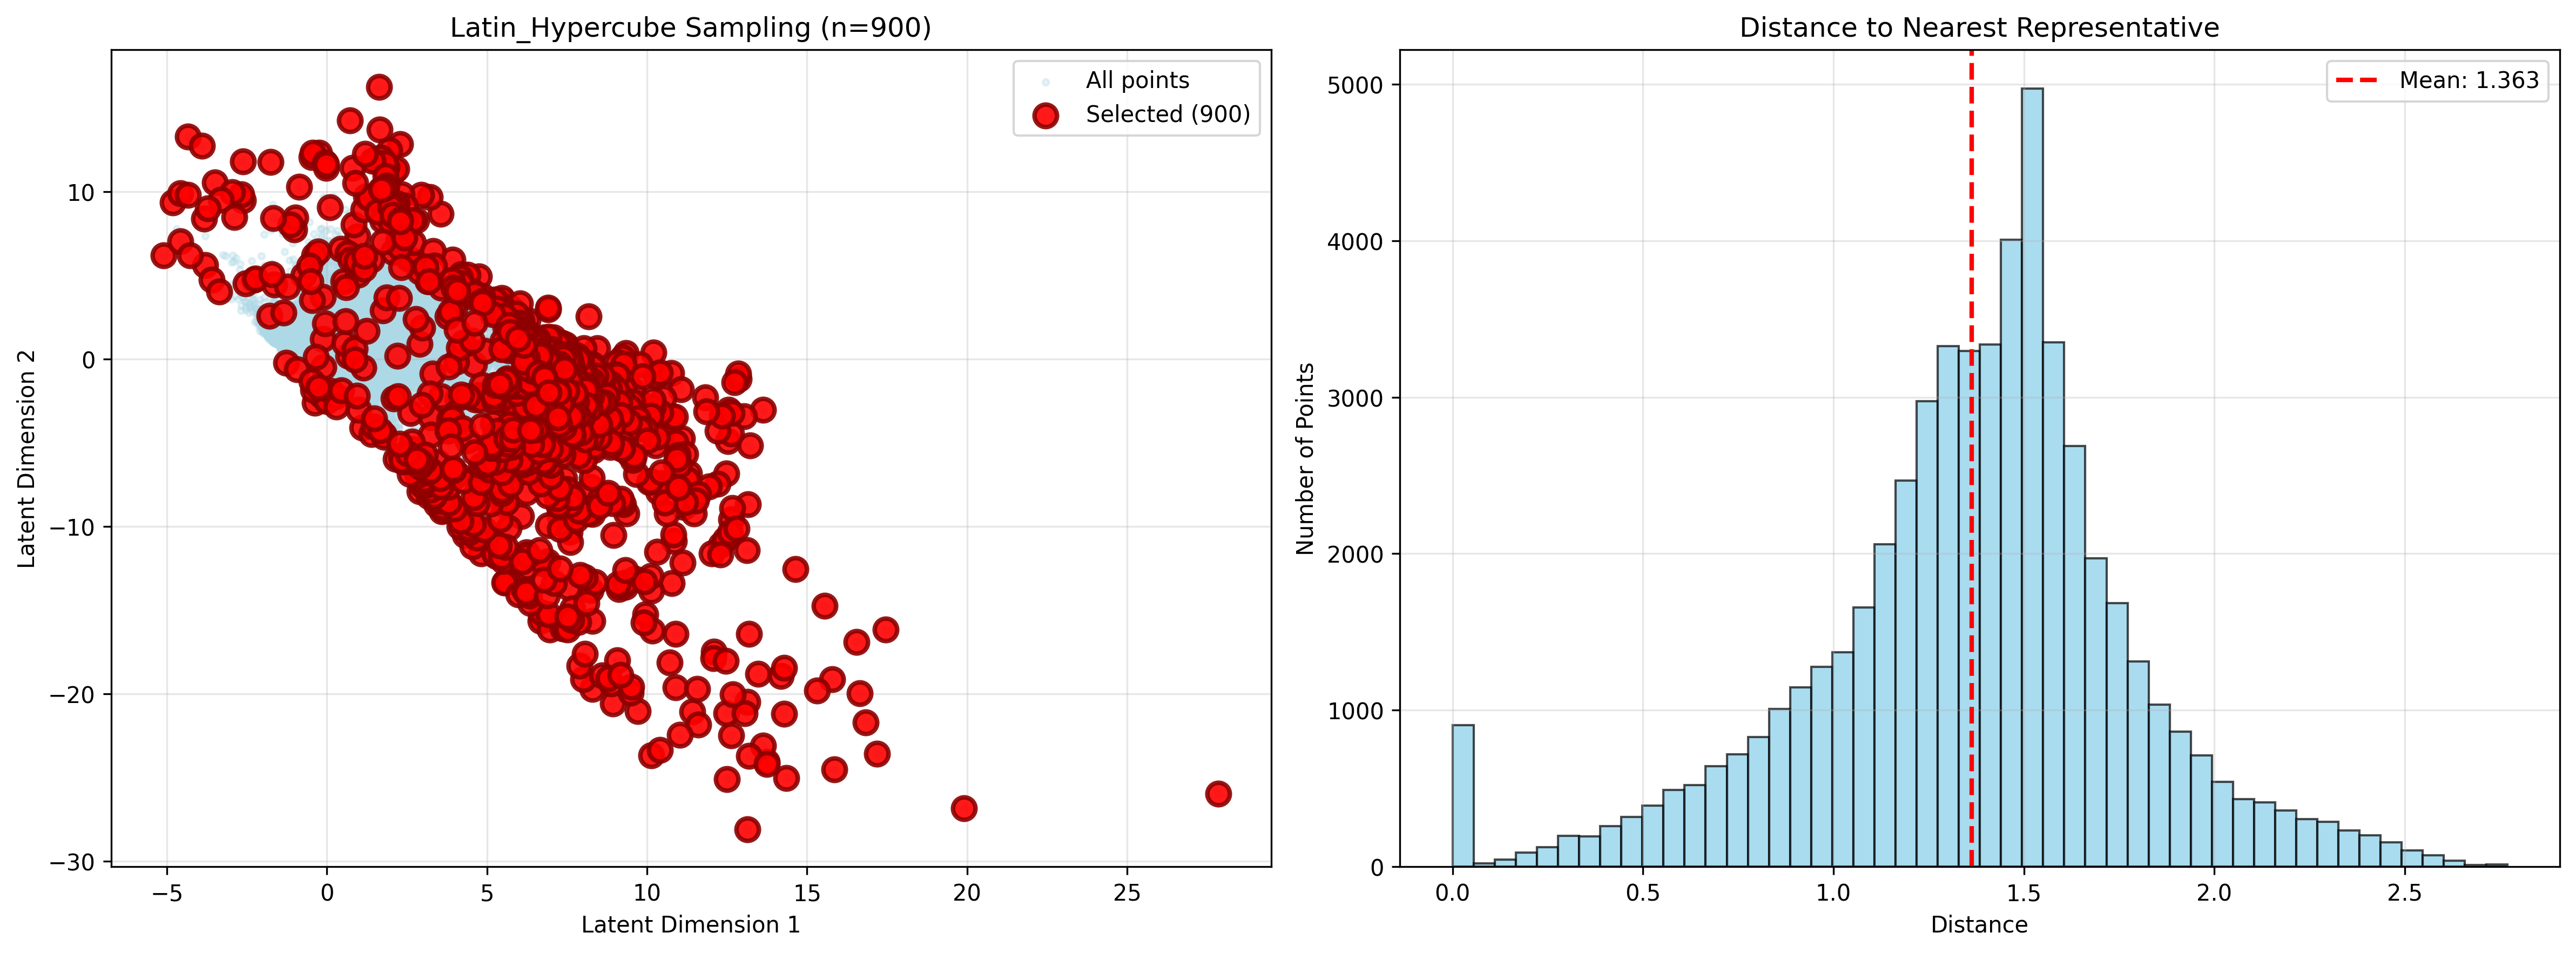 Latin_Hypercube Sampling (n=900)
All points
Selected (900)
10
0
−10
−20
−30
Latent Dimension 2
−5
0
5
10
15
20
25
Latent Dimension 1
Distance to Nearest Representative
Mean: 1.363
5000
4000
3000
2000
1000
0
Number of Points
0.0
0.5
1.0
1.5
2.0
2.5
Distance